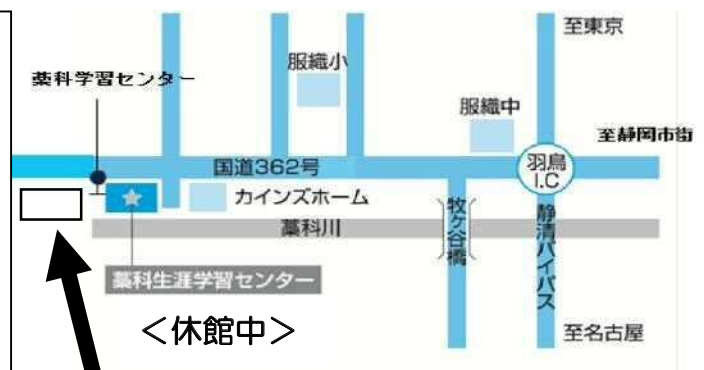 至東京
服織小
薬科学習センター
服織中
至静岡市街
国道362号
羽鳥
I.C
カインズホーム
藁科川
牧ヶ谷橋
静清バイパス
藁科生涯学習センター
＜休館中＞
至名古屋